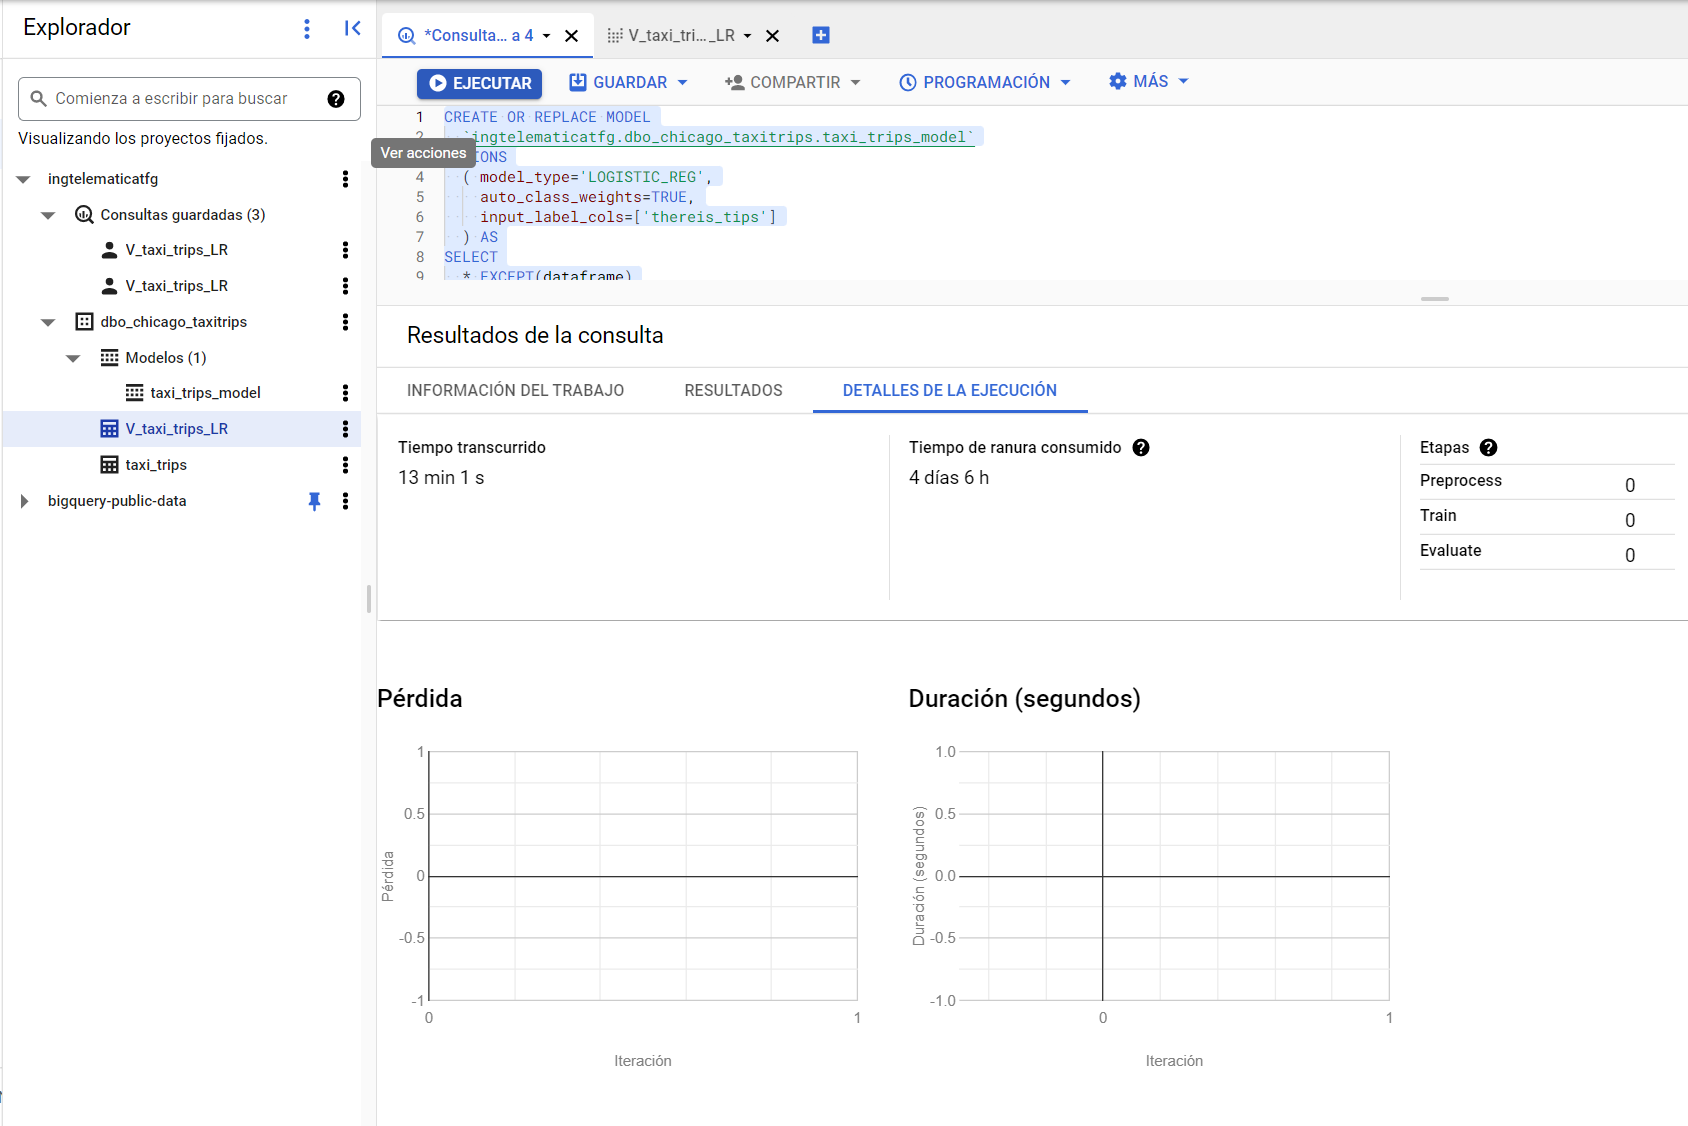 Explorador
Comienza a escribir para buscar
Visualizando los proyectos fijados.
ingtelematicatfg
Consultas guardadas (3)
V_taxi_trips_LR
V_taxi_trips_LR
dbo_chicago_taxitrips
Modelos (1)
taxi_trips_model
V_taxi_trips_LR
taxi_trips
bigquery-public-data
*Consulta... a 4
V_taxi_tri..._LR
EJECUTAR
GUARDAR
COMPARTIR
PROGRAMACIÓN
MÁS
Ver acciones
1 CREATE OR REPLACE MODEL
2 `ingtelematicatfg.dbo_chicago_taxitrips.taxi_trips_model`
IONS
4 ( model_type='LOGISTIC_REG',
5 auto_class_weights=TRUE,
6 input_label_cols=['thereis_tips']
7 ) AS
8 SELECT
9 * EXCEPT(dataframe)
Resultados de la consulta
INFORMACIÓN DEL TRABAJO
RESULTADOS
DETALLES DE LA EJECUCIÓN
Tiempo transcurrido
13 min 1 s
Tiempo de ranura consumido
4 días 6 h
Etapas
Preprocess 0
Train 0
Evaluate 0
Pérdida
1
0.5
0
-0.5
-1
Pérdida
0 1
Iteración
Duración (segundos)
1.0
0.5
0.0
-0.5
-1.0
Duración (segundos)
0 1
Iteración